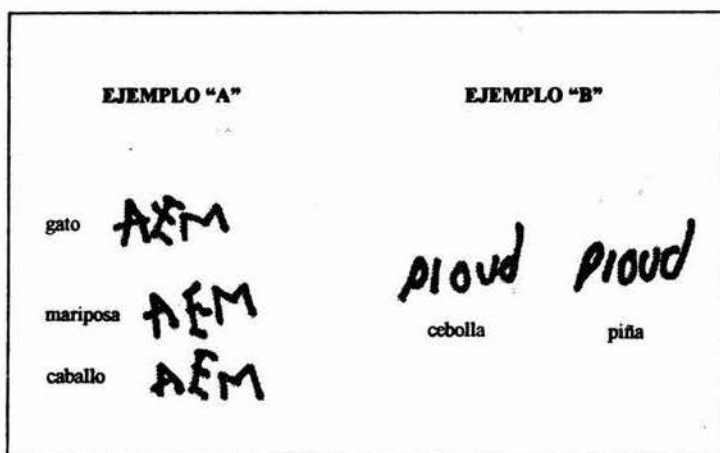 EJEMPLO "A"
gato AEM
mariposa AEM
caballo AEM
EJEMPLO "B"
pioud Pioud
cebolla piña